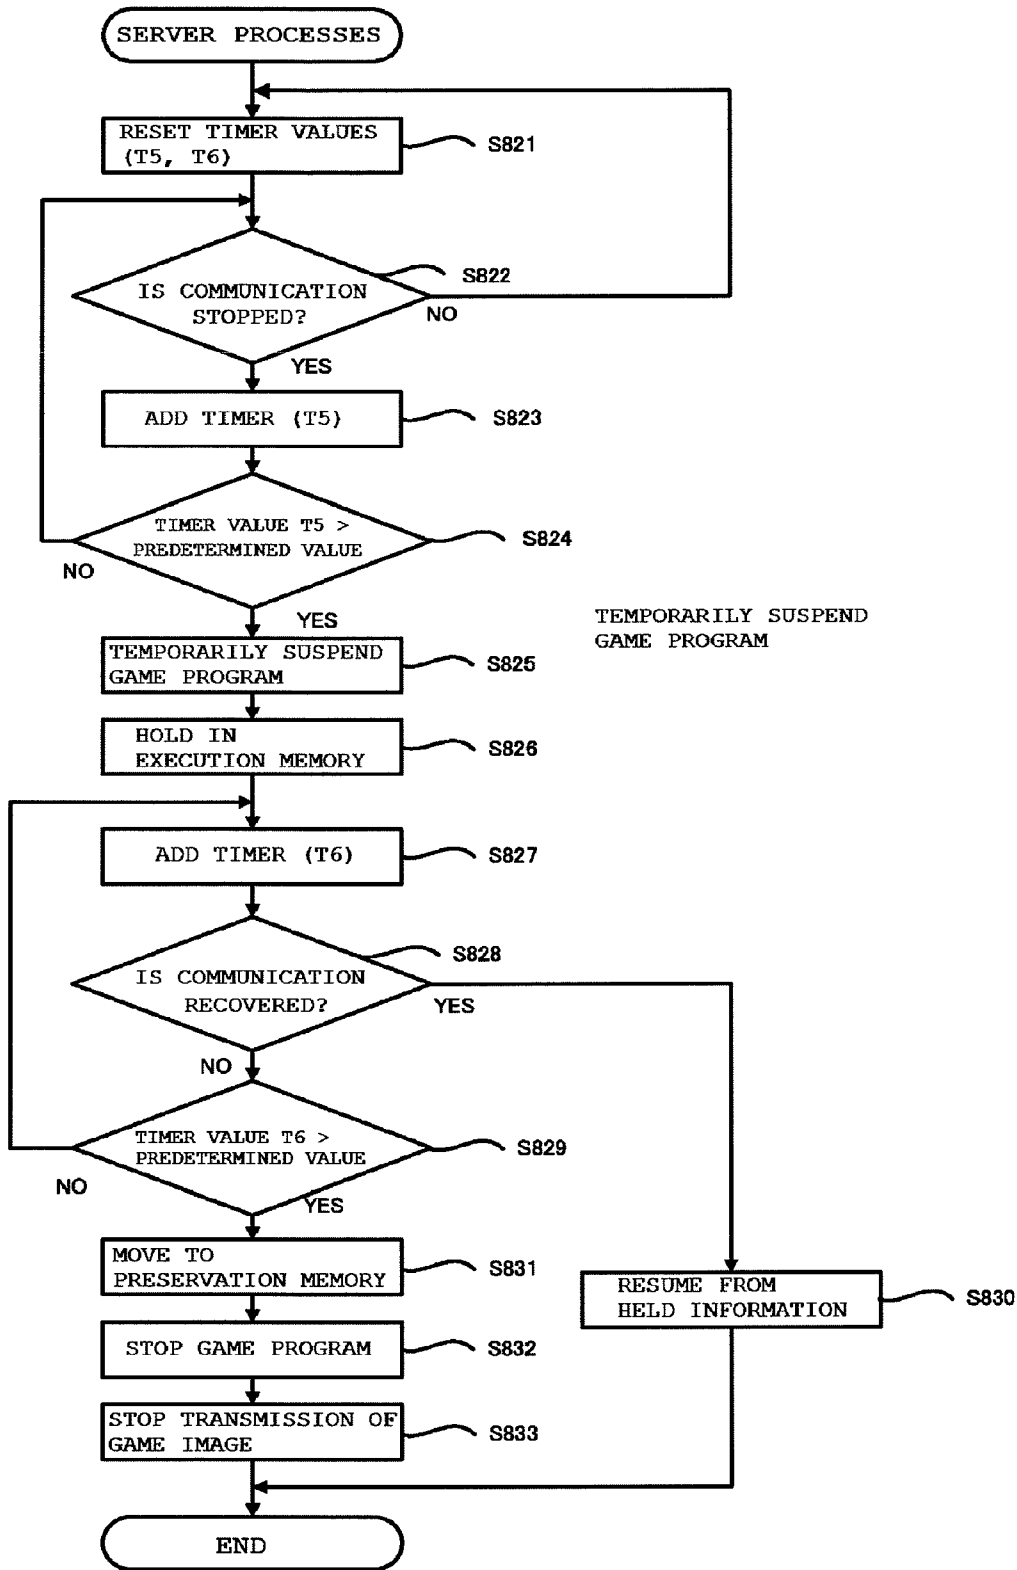 SERVER PROCESSES
RESET TIMER VALUES
(T5, T6)
S821
S822
IS COMMUNICATION
STOPPED?
NO
YES
ADD TIMER (T5)
S823
TIMER VALUE T5 >
PREDETERMINED VALUE
S824
NO
YES
TEMPORARILY SUSPEND
GAME PROGRAM
TEMPORARILY SUSPEND
GAME PROGRAM
S825
HOLD IN
EXECUTION MEMORY
S826
ADD TIMER (T6)
S827
S828
IS COMMUNICATION
RECOVERED?
YES
NO
TIMER VALUE T6 >
PREDETERMINED VALUE
S829
NO
YES
MOVE TO
PRESERVATION MEMORY
S831
RESUME FROM
HELD INFORMATION
S830
STOP GAME PROGRAM
S832
STOP TRANSMISSION OF
GAME IMAGE
S833
END